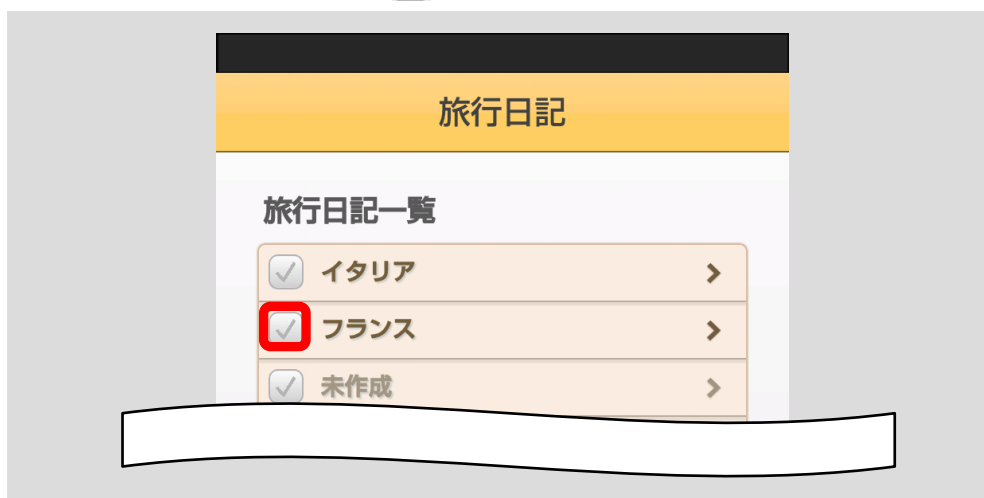 旅行日記
旅行日記一覧
イタリア
フランス
未作成